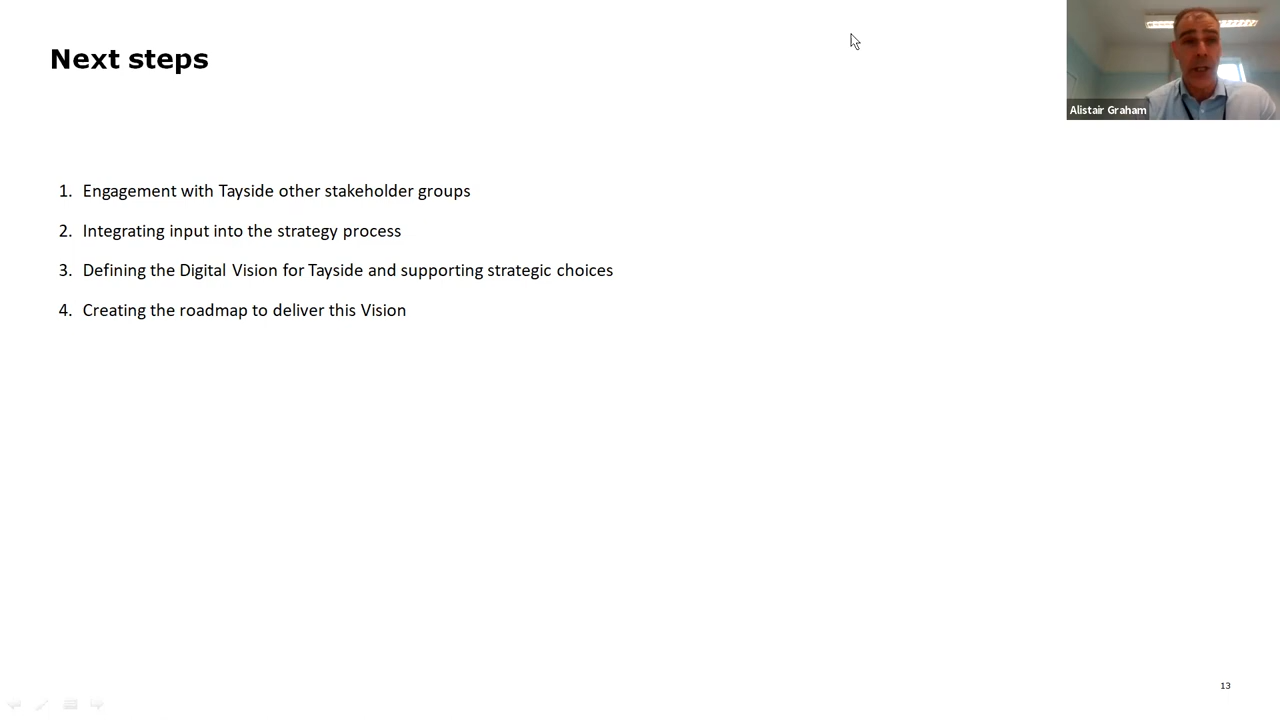 Next steps
Alistair Graham
1. Engagement with Tayside other stakeholder groups
2. Integrating input into the strategy process
3. Defining the Digital Vision for Tayside and supporting strategic choices
4. Creating the roadmap to deliver this Vision
13